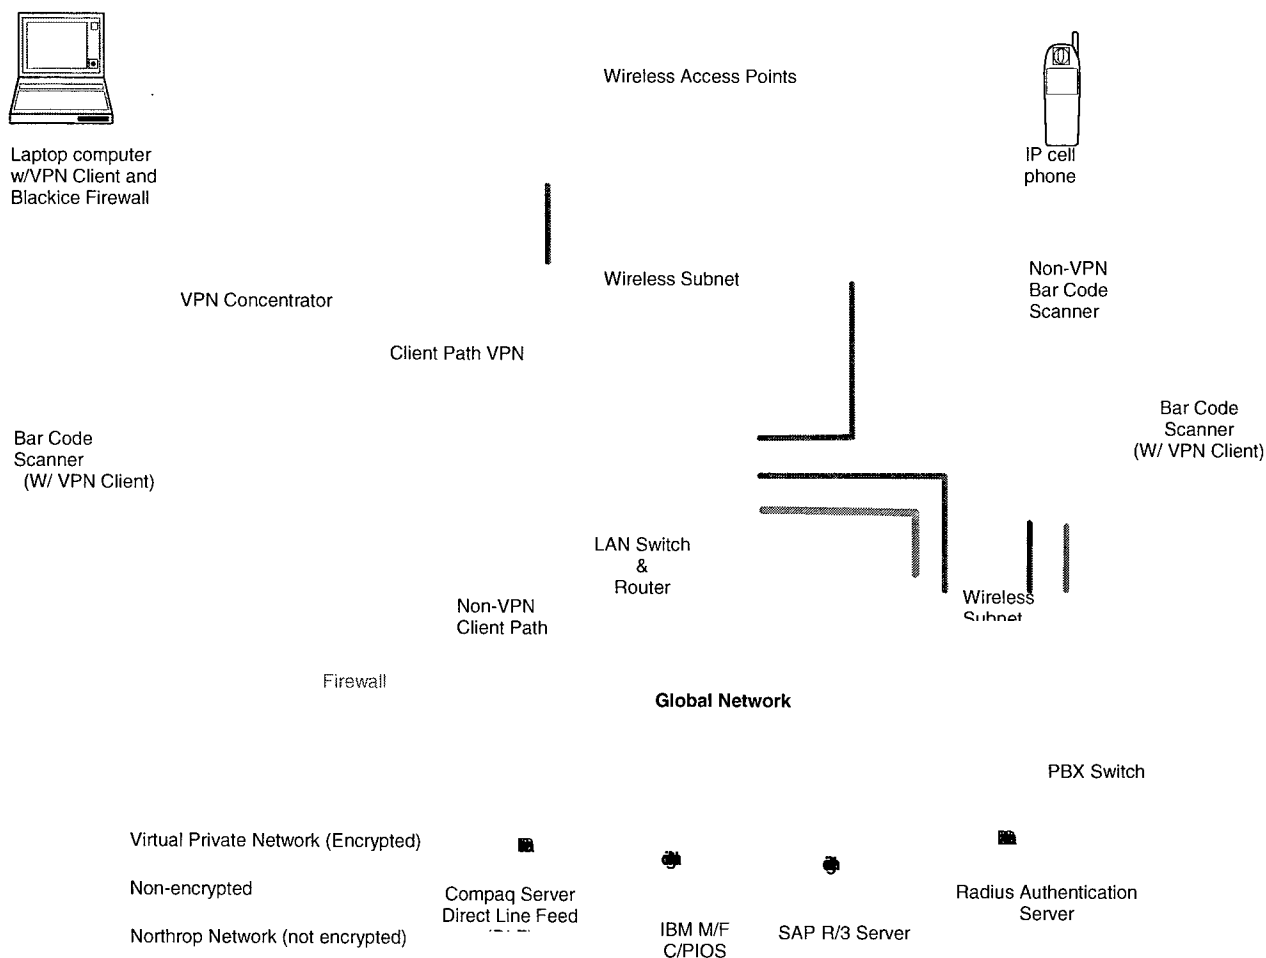 Wireless Access Points
Laptop computer
w/VPN Client and
Blackice Firewall
IP cell
phone
Wireless Subnet
Non-VPN
Bar Code
Scanner
VPN Concentrator
Client Path VPN
Bar Code
Scanner
(W/ VPN Client)
Bar Code
Scanner
(W/ VPN Client)
LAN Switch
&
Router
Non-VPN
Client Path
Wireless
Subnet
Firewall
Global Network
PBX Switch
Virtual Private Network (Encrypted)
Non-encrypted
Northrop Network (not encrypted)
Compaq Server
Direct Line Feed
IBM M/F
C/PIOS
SAP R/3 Server
Radius Authentication
Server